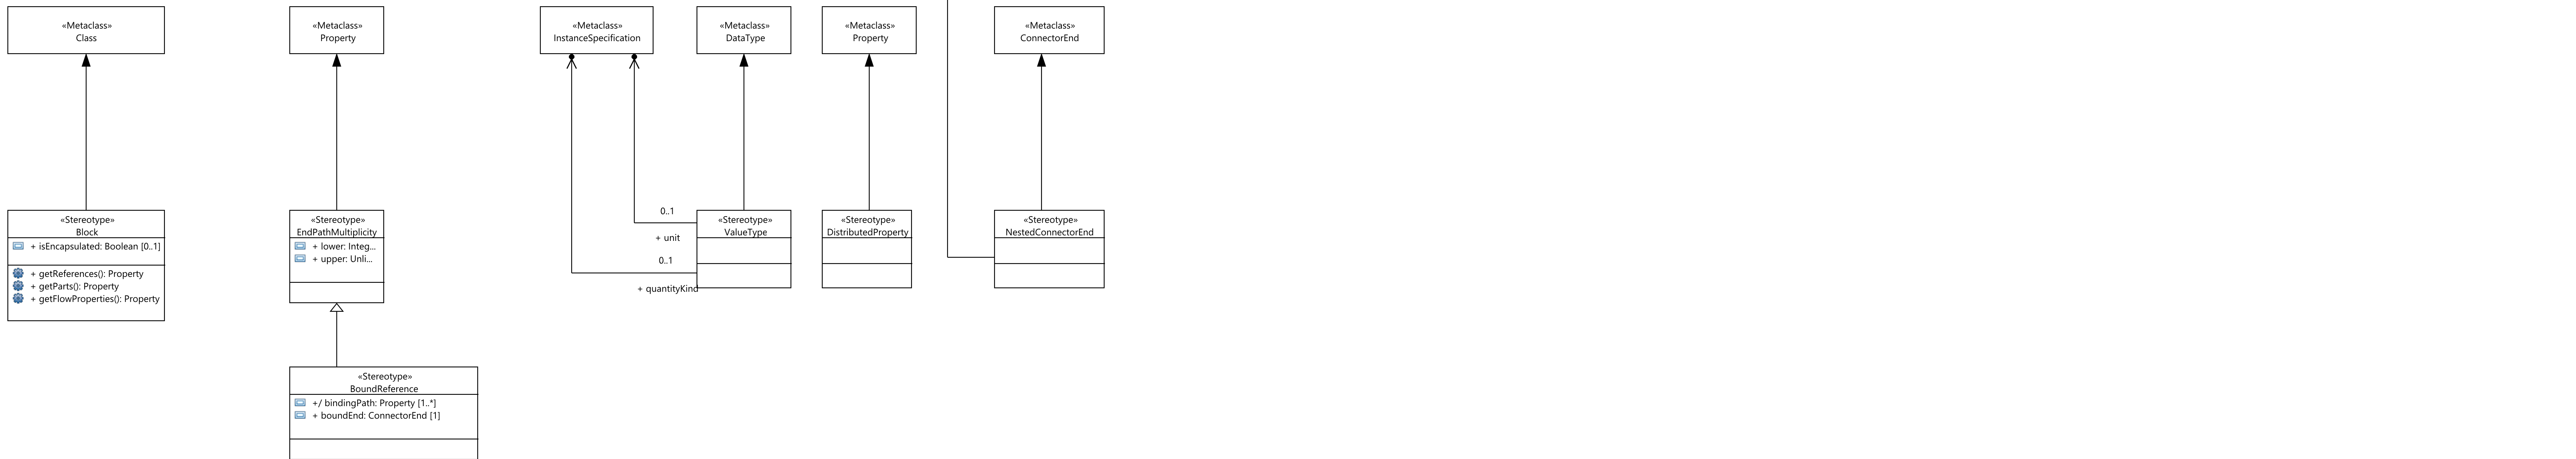 «Metaclass»
Class
«Metaclass»
Property
«Metaclass»
InstanceSpecification
«Metaclass»
DataType
«Metaclass»
Property
«Metaclass»
ConnectorEnd
«Stereotype»
Block
+ isEncapsulated: Boolean [0..1]
+ getReferences(): Property
+ getParts(): Property
+ getFlowProperties(): Property
«Stereotype»
EndPathMultiplicity
+ lower: Integ...
+ upper: Unli...
0..1
+ unit
0..1
+ quantityKind
«Stereotype»
ValueType
«Stereotype»
DistributedProperty
«Stereotype»
NestedConnectorEnd
«Stereotype»
BoundReference
+/ bindingPath: Property [1..*]
+ boundEnd: ConnectorEnd [1]